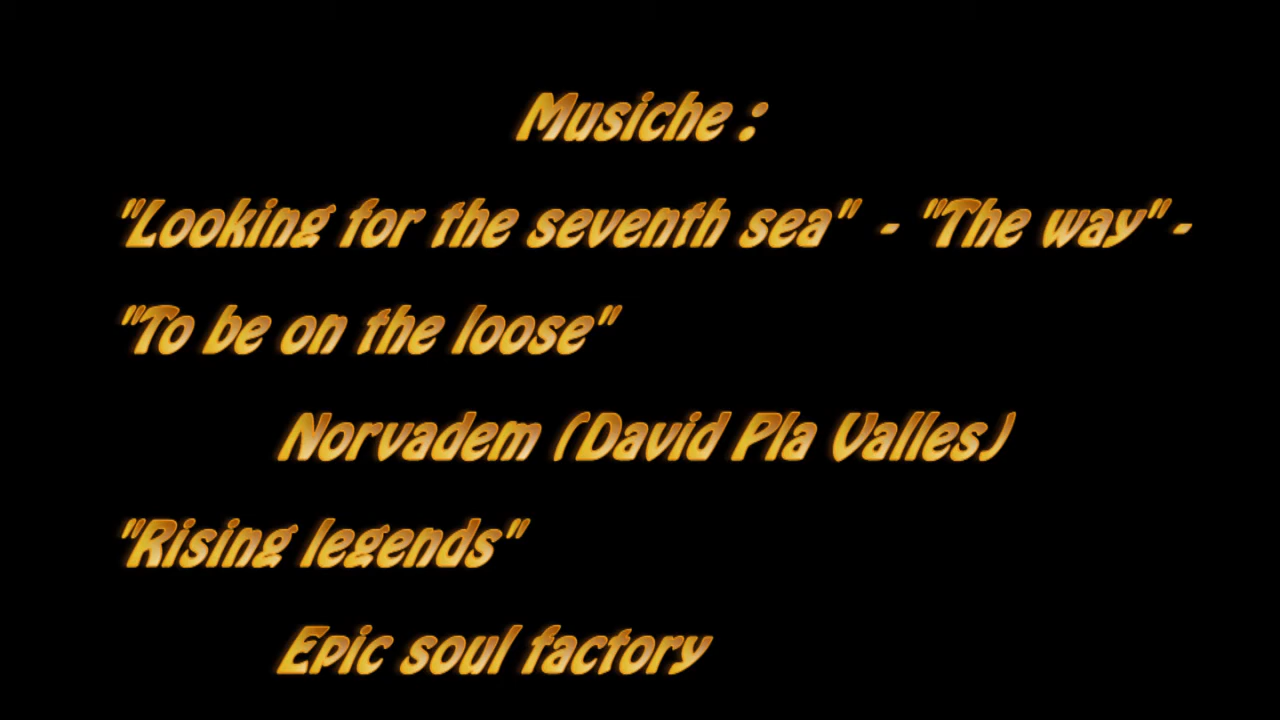 Musiche :
"Looking for the seventh sea" - "The way" -
"To be on the loose"
Norvadem (David Pla Valles)
"Rising legends"
Epic soul factory